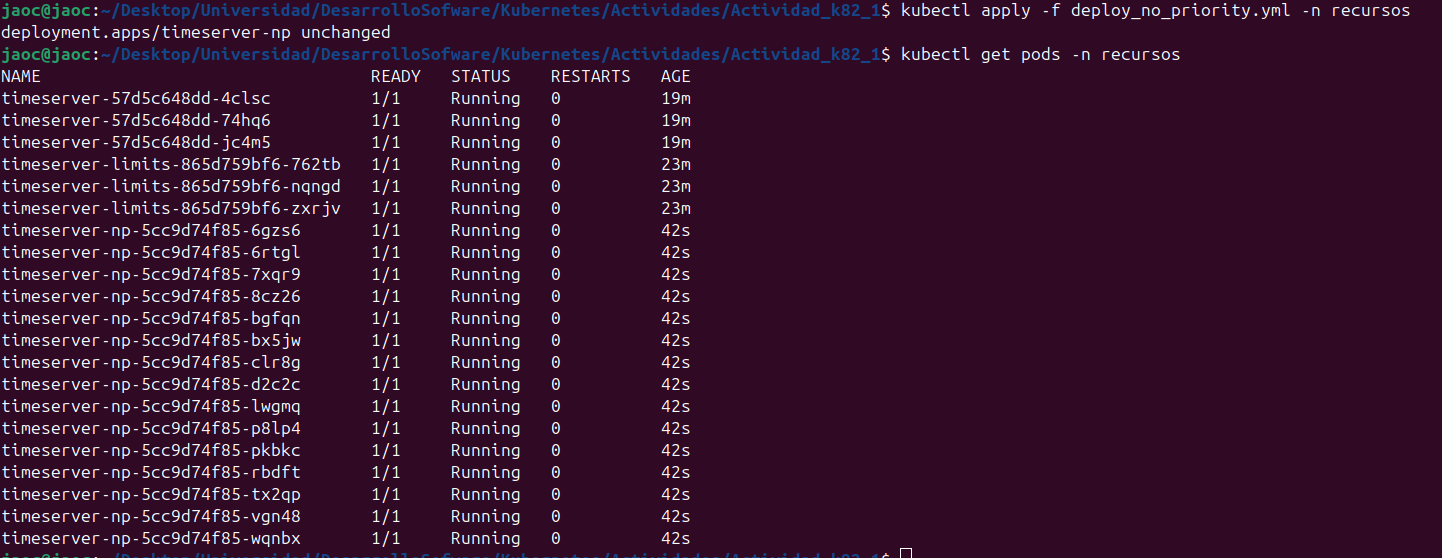 jaoc@jaoc:~/Desktop/Universidad/DesarrolloSofware/Kubernetes/Actividades/Actividad_k82_1$ kubectl apply -f deploy_no_priority.yml -n recursos
deployment.apps/timeserver-np unchanged
jaoc@jaoc:~/Desktop/Universidad/DesarrolloSofware/Kubernetes/Actividades/Actividad_k82_1$ kubectl get pods -n recursos
NAME READY STATUS RESTARTS AGE
timeserver-57d5c648dd-4clsc 1/1 Running 0 19m
timeserver-57d5c648dd-74hq6 1/1 Running 0 19m
timeserver-57d5c648dd-jc4m5 1/1 Running 0 19m
timeserver-limits-865d759bf6-762tb 1/1 Running 0 23m
timeserver-limits-865d759bf6-nqngd 1/1 Running 0 23m
timeserver-limits-865d759bf6-zxrjv 1/1 Running 0 23m
timeserver-np-5cc9d74f85-6gzs6 1/1 Running 0 42s
timeserver-np-5cc9d74f85-6rtgl 1/1 Running 0 42s
timeserver-np-5cc9d74f85-7xqr9 1/1 Running 0 42s
timeserver-np-5cc9d74f85-8cz26 1/1 Running 0 42s
timeserver-np-5cc9d74f85-bgfqn 1/1 Running 0 42s
timeserver-np-5cc9d74f85-bx5jw 1/1 Running 0 42s
timeserver-np-5cc9d74f85-clr8g 1/1 Running 0 42s
timeserver-np-5cc9d74f85-d2c2c 1/1 Running 0 42s
timeserver-np-5cc9d74f85-lwgmq 1/1 Running 0 42s
timeserver-np-5cc9d74f85-p8lp4 1/1 Running 0 42s
timeserver-np-5cc9d74f85-pkbkc 1/1 Running 0 42s
timeserver-np-5cc9d74f85-rbdft 1/1 Running 0 42s
timeserver-np-5cc9d74f85-tx2qp 1/1 Running 0 42s
timeserver-np-5cc9d74f85-vgn48 1/1 Running 0 42s
timeserver-np-5cc9d74f85-wqnbx 1/1 Running 0 42s
jaoc@jaoc:~/Desktop/Universidad/DesarrolloSofware/Kubernetes/Actividades/Actividad_k82_1$